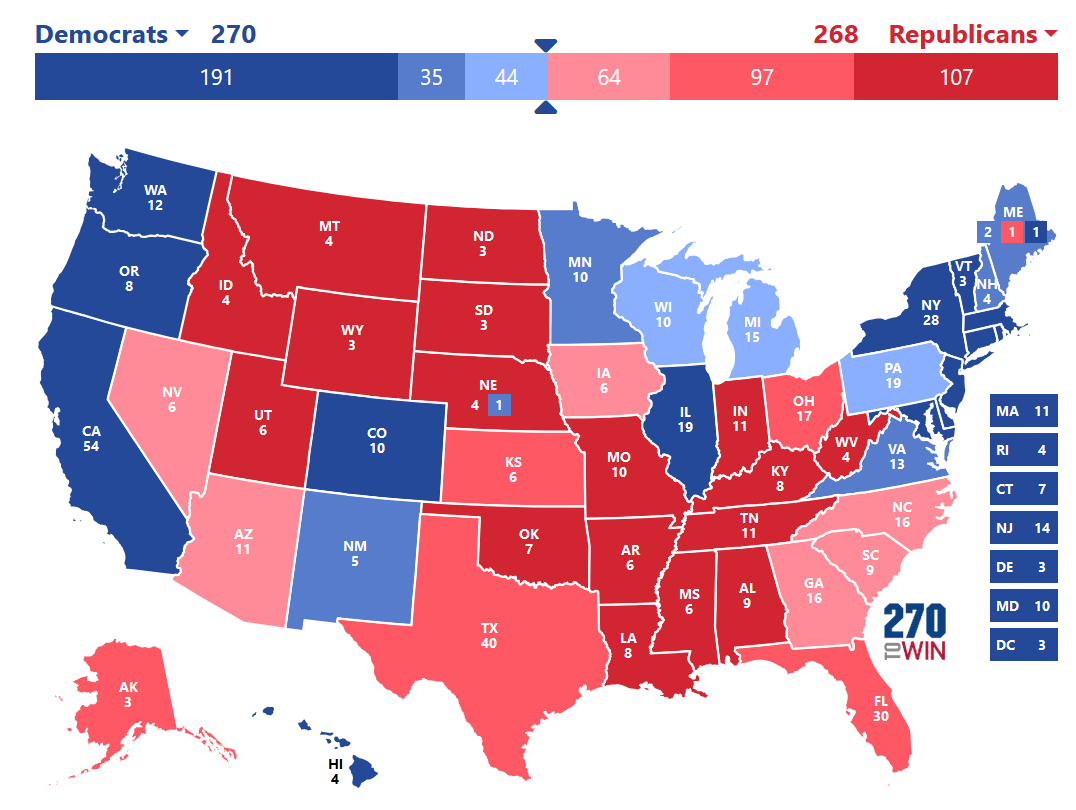 Democrats 270
268 Republicans
191 35 44 64 97 107
WA
12
OR
8
CA
54
NV
6
ID
4
MT
4
WY
3
UT
6
AZ
11
CO
10
NM
5
ND
3
SD
3
NE
4 1
KS
6
OK
7
TX
40
MN
10
IA
6
MO
10
AR
6
LA
8
WI
10
IL
19
MI
15
IN
11
OH
17
KY
8
TN
11
MS
6
AL
9
GA
16
FL
30
SC
9
NC
16
VA
13
WV
4
PA
19
NY
28
VT
3
NH
4
ME
2 1 1
MA 11
RI 4
CT 7
NJ 14
DE 3
MD 10
DC 3
AK
3
HI
4
270
TO WIN